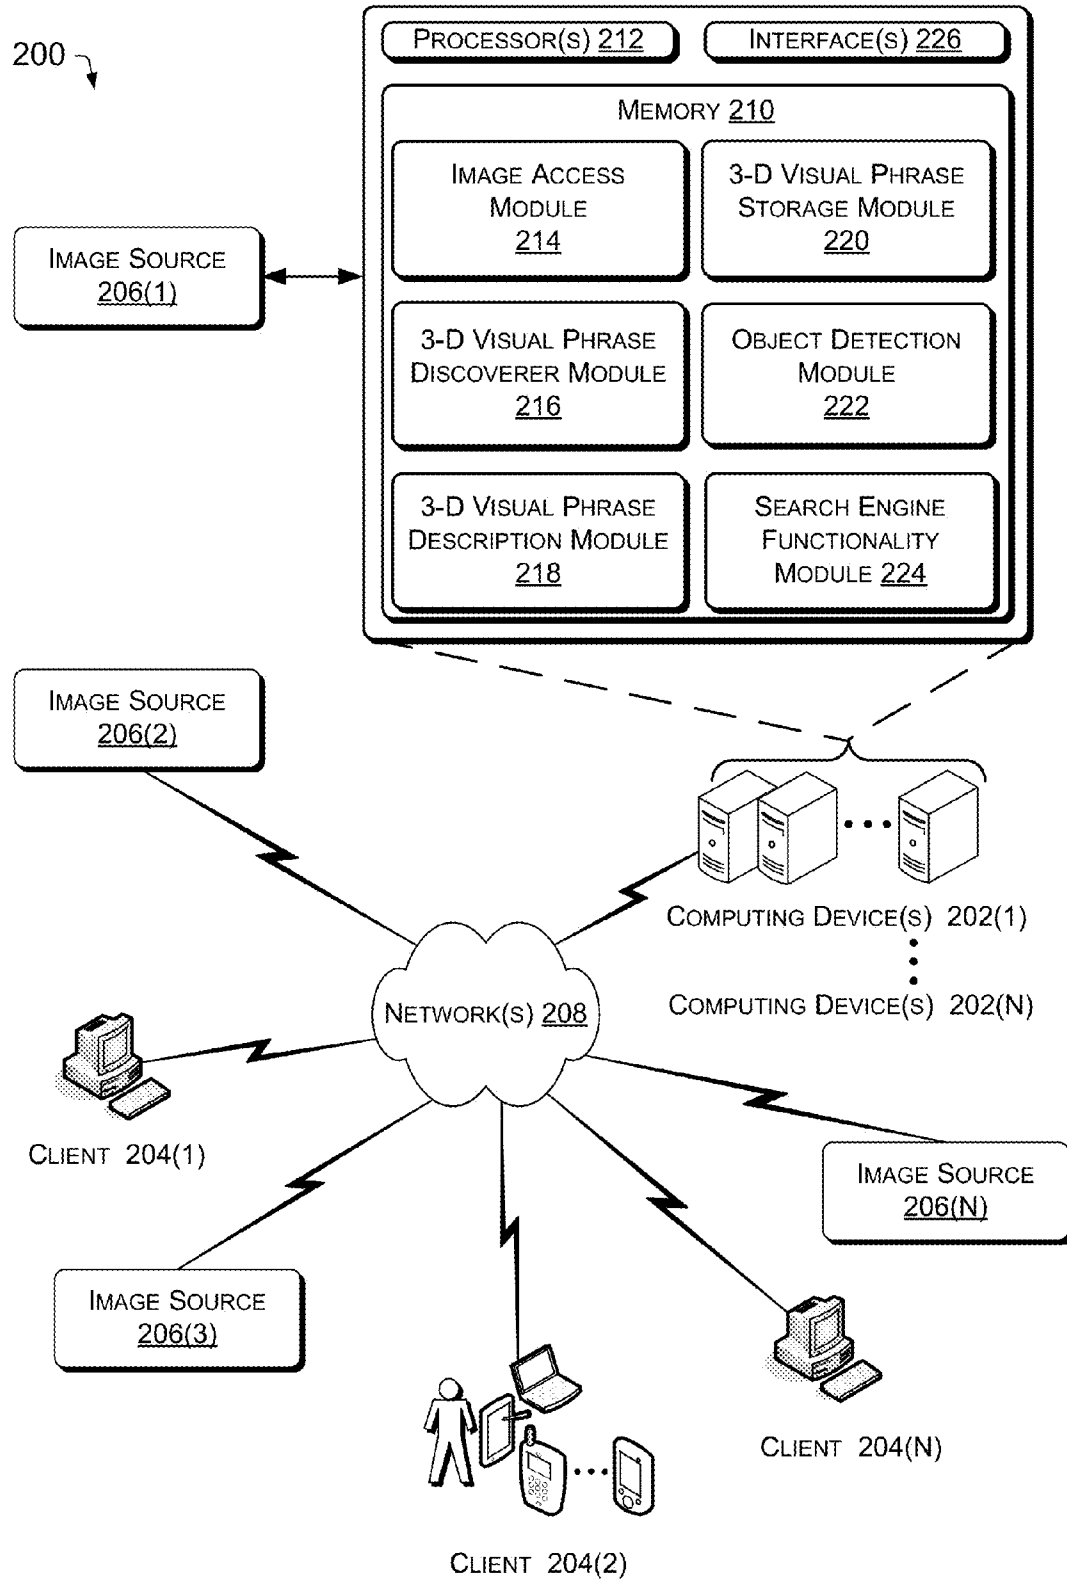 200
PROCESSOR(S) 212
INTERFACE(S) 226
MEMORY 210
IMAGE ACCESS
MODULE
214
3-D VISUAL PHRASE
STORAGE MODULE
220
IMAGE SOURCE
206(1)
3-D VISUAL PHRASE
DISCOVERER MODULE
216
OBJECT DETECTION
MODULE
222
3-D VISUAL PHRASE
DESCRIPTION MODULE
218
SEARCH ENGINE
FUNCTIONALITY
MODULE 224
IMAGE SOURCE
206(2)
COMPUTING DEVICE(S) 202(1)
COMPUTING DEVICE(S) 202(N)
NETWORK(S) 208
CLIENT 204(1)
IMAGE SOURCE
206(N)
IMAGE SOURCE
206(3)
CLIENT 204(N)
CLIENT 204(2)